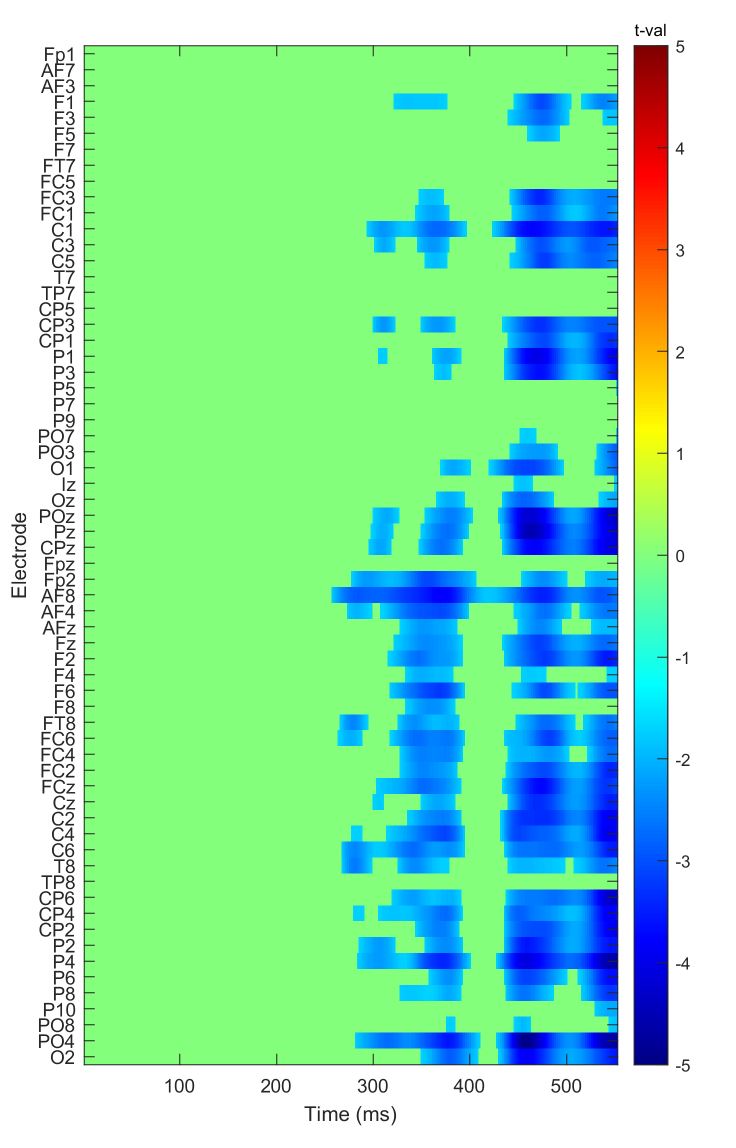 t-val
Fp1
AF7
AF3
F1
F3
F5
F7
FT7
FC5
FC3
FC1
C1
C3
C5
T7
TP7
CP5
CP3
CP1
P1
P3
P5
P7
P9
PO7
PO3
O1
Iz
Oz
POz
Pz
CPz
Fpz
Fp2
AF8
AF4
AFz
Fz
F2
F4
F6
F8
FT8
FC6
FC4
FC2
FCz
Cz
C2
C4
C6
T8
TP8
CP6
CP4
CP2
P2
P4
P6
P8
P10
PO8
PO4
O2
Electrode
100 200 300 400 500
Time (ms)
5
4
3
2
1
0
-1
-2
-3
-4
-5